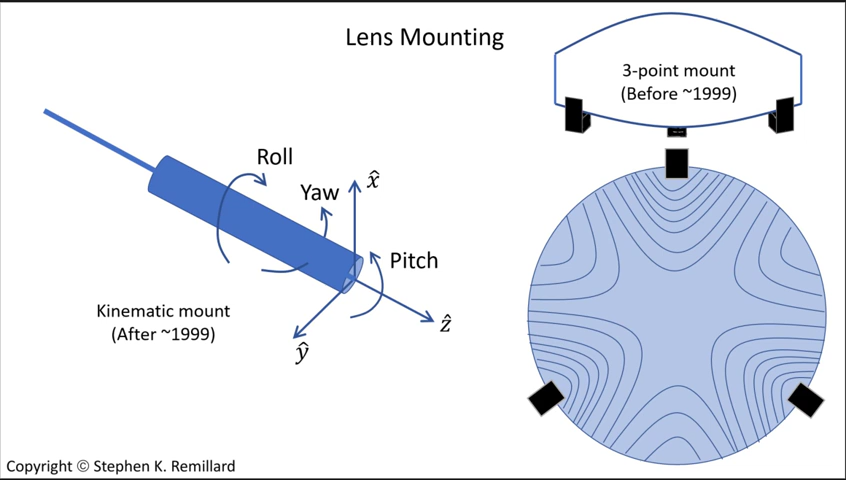 Lens Mounting
3-point mount
(Before ~1999)
Roll
Yaw
x̂
Pitch
ẑ
ŷ
Kinematic mount
(After ~1999)
Copyright © Stephen K. Remillard